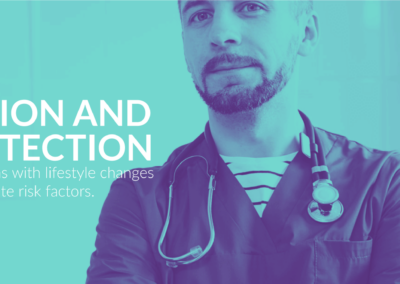 ION AND
TECTION
s with lifestyle changes
te risk factors.